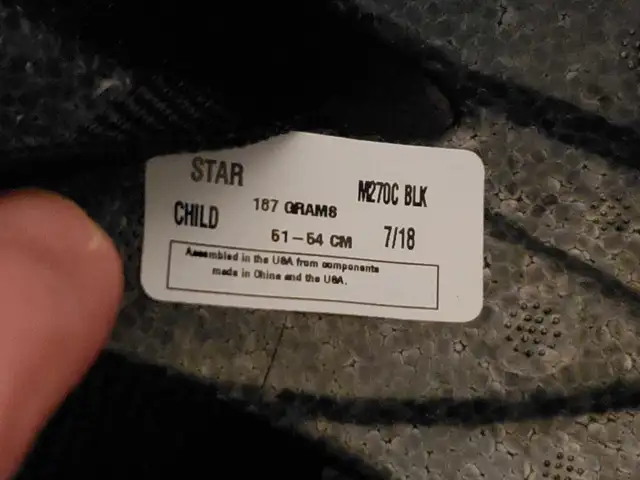 STAR
M270C BLK
187 GRAMS
CHILD
51-54 CM
7/18
Assembled in the USA from components
made in China and the USA.